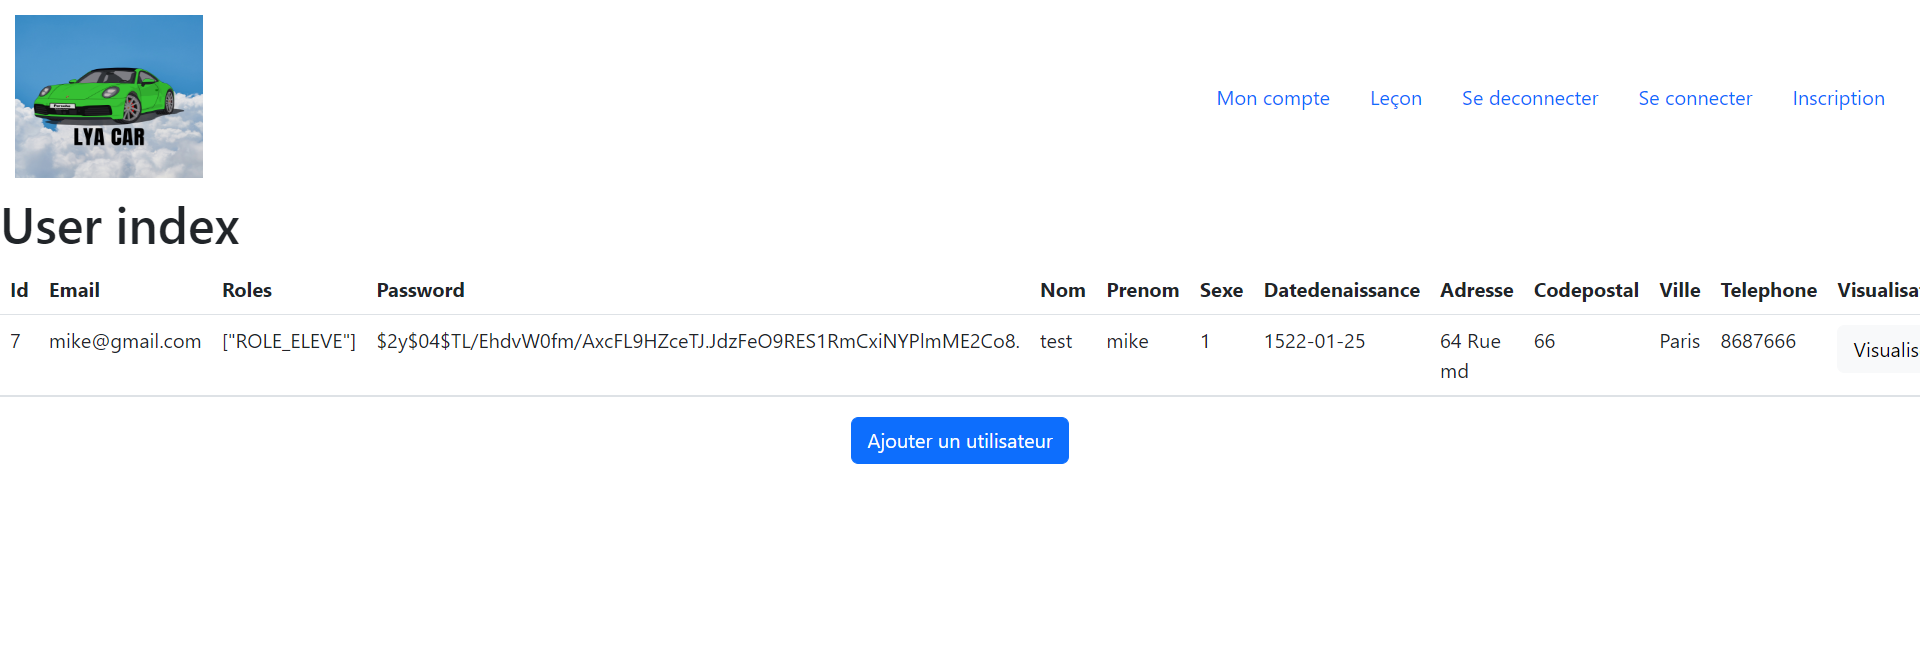 LYA CAR
Mon compte Leçon Se deconnecter Se connecter Inscription
User index
Id Email Roles Password Nom Prenom Sexe Datedenaissance Adresse Codepostal Ville Telephone Visualisa
7 mike@gmail.com ["ROLE_ELEVE"] $2y$04$TL/EhdvW0fm/AxcFL9HZceTJ.JdzFeO9RES1RmCxiNYPlmME2Co8. test mike 1 1522-01-25 64 Rue 66 Paris 8687666 Visualis
md
Ajouter un utilisateur